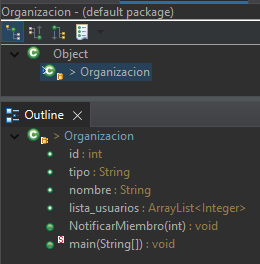 Organizacion - (default package)
Object
> Organizacion
Outline
> Organizacion
id : int
tipo : String
nombre : String
lista_usuarios : ArrayList<Integer>
NotificarMiembro(int) : void
main(String[]) : void